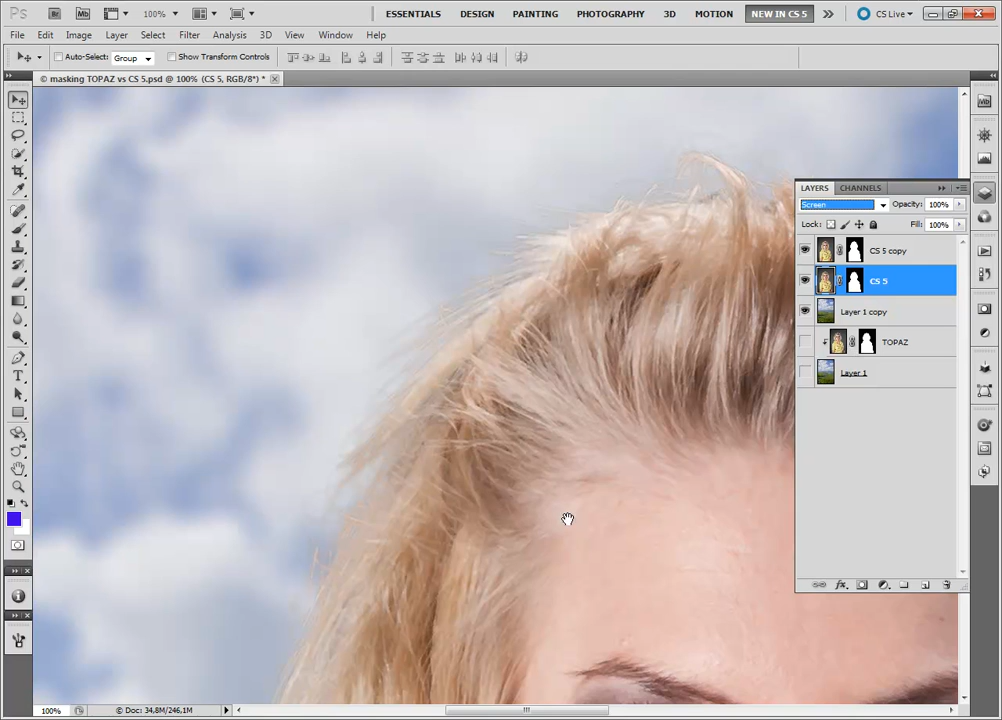 Ps Br Mb 100% ESSENTIALS DESIGN PAINTING PHOTOGRAPHY 3D MOTION NEW IN CS 5 CS Live
File Edit Image Layer Select Filter Analysis 3D View Window Help
Auto-Select: Group Show Transform Controls
© masking TOPAZ vs CS 5.psd @ 100% (CS 5, RGB/8*) *
Mb
LAYERS CHANNELS
Screen Opacity: 100%
Lock: Fill: 100%
CS 5 copy
CS 5
Layer 1 copy
TOPAZ
Layer 1
T
fx
100% © Doc: 34,8M/246,1M